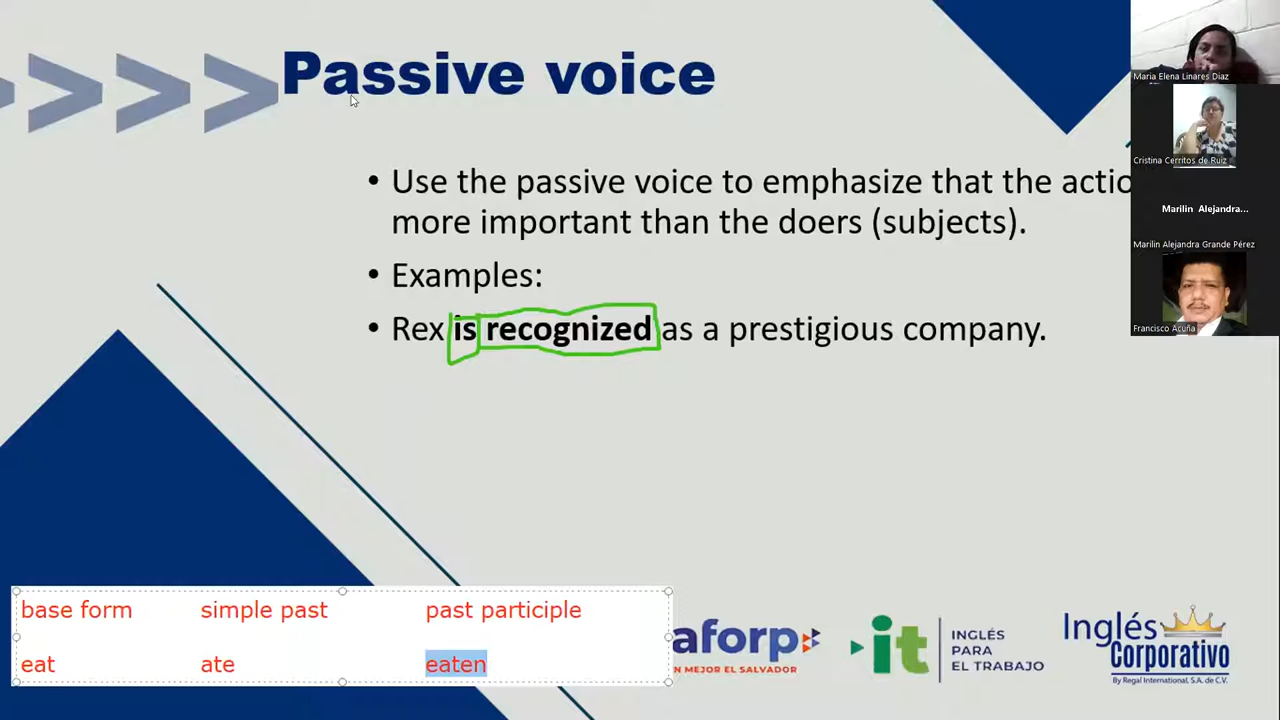 Passive voice
• Use the passive voice to emphasize that the actio
more important than the doers (subjects).
• Examples:
• Rex is recognized as a prestigious company.
Maria Elena Linares Diaz
Cristina Cerritos de Ruiz
Marilin Alejandra...
Marilin Alejandra Grande Pérez
Francisco Acuña
base form simple past past participle
eat ate eaten
aforp
N MEJOR EL SALVADOR
it
INGLÉS
PARA
EL TRABAJO
Inglés
Corporativo
By Regal International, S.A. de C.V.